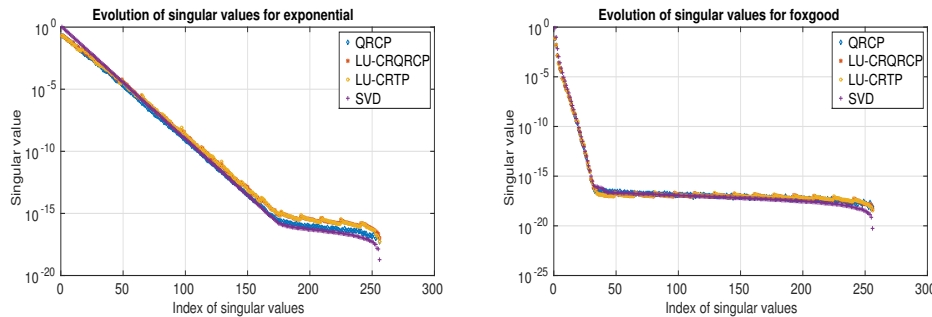 Evolution of singular values for exponential
10^0
10^-5
10^-10
10^-15
10^-20
Singular value
0 50 100 150 200 250 300
Index of singular values
QRCP
LU-CRQRCP
LU-CRTP
SVD
Evolution of singular values for foxgood
10^0
10^-5
10^-10
10^-15
10^-20
10^-25
Singular value
0 50 100 150 200 250 300
Index of singular values
QRCP
LU-CRQRCP
LU-CRTP
SVD